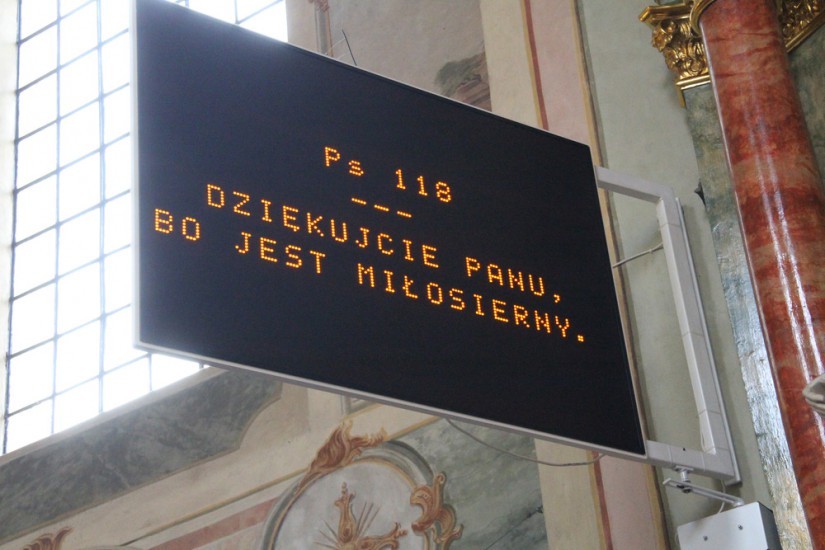 Ps 118
---
DZIĘKUJCIE PANU,
BO JEST MIŁOSIERNY.